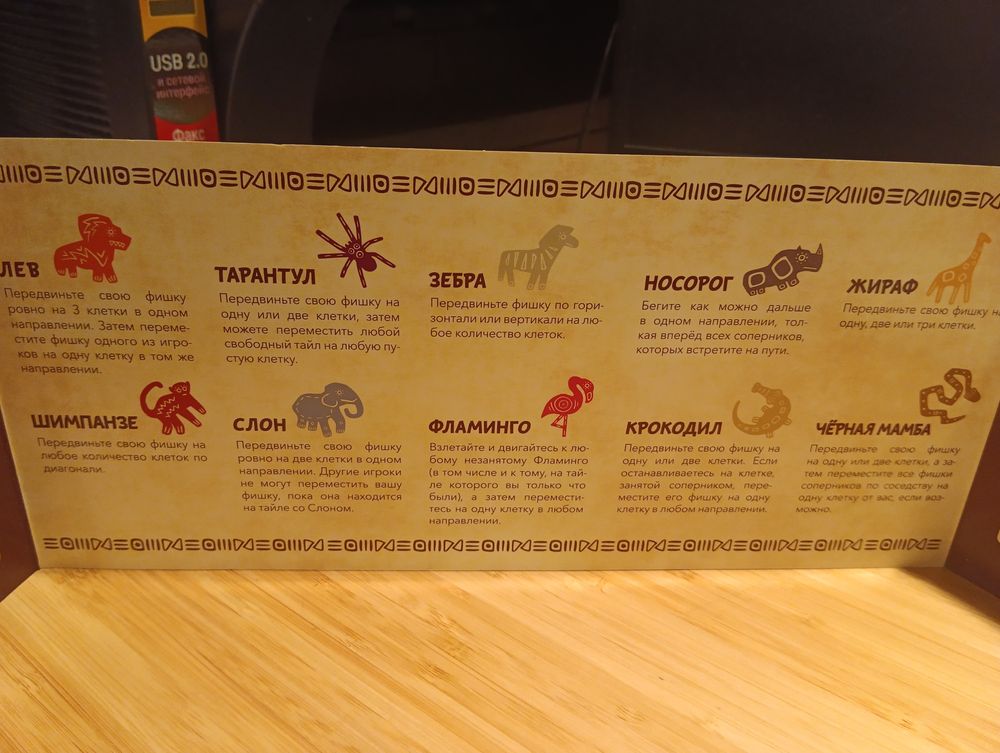 USB 2.0
и сетевой
интерфейс
Факс
ЛЕВ
Передвиньте свою фишку
ровно на 3 клетки в одном
направлении. Затем переме-
стите фишку одного из игро-
ков на одну клетку в том же
направлении.
ТАРАНТУЛ
Передвиньте свою фишку на
одну или две клетки, затем
можете переместить любой
свободный тайл на любую пу-
стую клетку.
ЗЕБРА
Передвиньте фишку по гори-
зонтали или вертикали на лю-
бое количество клеток.
НОСОРОГ
Бегите как можно дальше
в одном направлении, тол-
кая вперёд всех соперников,
которых встретите на пути.
ЖИРАФ
Передвиньте свою фишку на
одну, две или три клетки.
ШИМПАНЗЕ
Передвиньте свою фишку на
любое количество клеток по
диагонали.
СЛОН
Передвиньте свою фишку
ровно на две клетки в одном
направлении. Другие игроки
не могут переместить вашу
фишку, пока она находится
на тайле со Слоном.
ФЛАМИНГО
Взлетайте и двигайтесь к лю-
бому незанятому Фламинго
(в том числе и к тому, на тай-
ле которого вы только что
были), а затем перемести-
тесь на одну клетку в любом
направлении.
КРОКОДИЛ
Передвиньте свою фишку на
одну или две клетки. Если
останавливаетесь на клетке,
занятой соперником, пере-
местите его фишку на одну
клетку в любом направлении.
ЧЁРНАЯ МАМБА
Передвиньте свою фишку
на одну или две клетки, а за-
тем переместите все фишки
соперников по соседству на
одну клетку от вас, если воз-
можно.